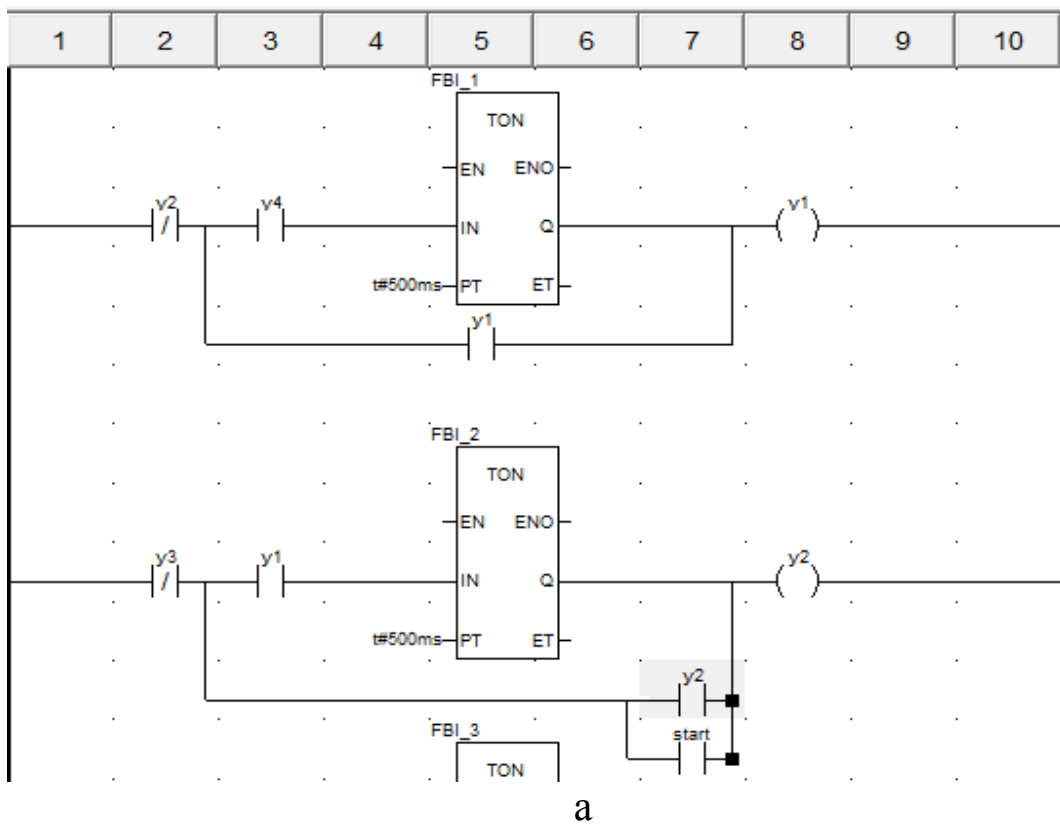 1 2 3 4 5 6 7 8 9 10
FBI_1
TON
EN ENO
y2 y4 y1
/
IN Q
t#500ms PT ET
y1
FBI_2
TON
EN ENO
y3 y1 y2
/
IN Q
t#500ms PT ET
y2
FBI_3 start
TON
a